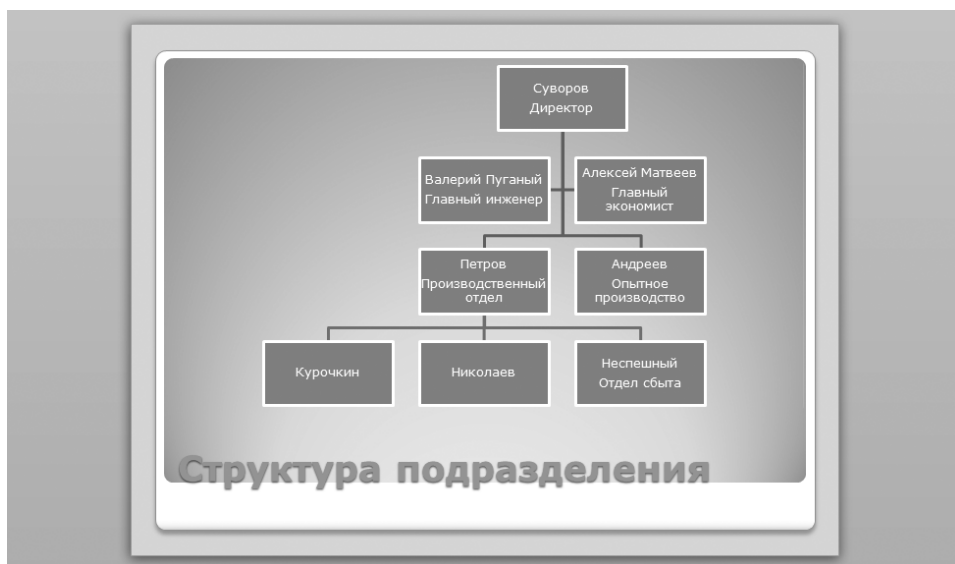 Суворов
Директор
Валерий Пуганый
Главный инженер
Алексей Матвеев
Главный
экономист
Петров
Производственный
отдел
Андреев
Опытное
производство
Курочкин
Николаев
Неспешный
Отдел сбыта
Структура подразделения